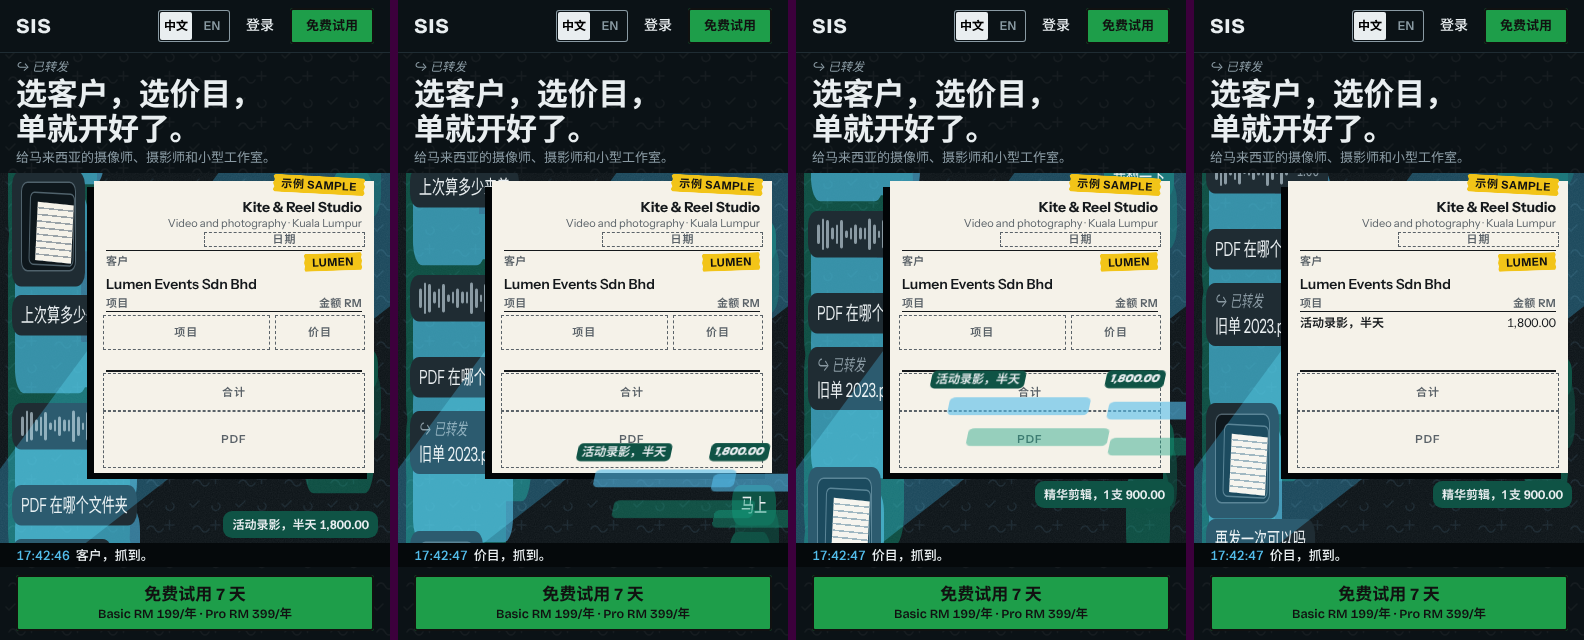 SIS 中文 EN 登录 免费试用
已转发
选客户，选价目，
单就开好了。
给马来西亚的摄像师、摄影师和小型工作室。
示例 SAMPLE
Kite & Reel Studio
Video and photography · Kuala Lumpur
日期
客户 LUMEN
Lumen Events Sdn Bhd
项目 金额 RM
项目 价目
合计
PDF
上次算多少
PDF 在哪个文件夹
活动录影，半天 1,800.00
17:42:46 客户，抓到。
免费试用 7 天
Basic RM 199/年 · Pro RM 399/年
SIS 中文 EN 登录 免费试用
已转发
选客户，选价目，
单就开好了。
给马来西亚的摄像师、摄影师和小型工作室。
上次算多少
示例 SAMPLE
Kite & Reel Studio
Video and photography · Kuala Lumpur
日期
客户 LUMEN
Lumen Events Sdn Bhd
项目 金额 RM
项目 价目
PDF 在哪个
合计
已转发
旧单 2023.p
PDF
活动录影，半天 1,800.00
马上
17:42:47 价目，抓到。
免费试用 7 天
Basic RM 199/年 · Pro RM 399/年
SIS 中文 EN 登录 免费试用
已转发
选客户，选价目，
单就开好了。
给马来西亚的摄像师、摄影师和小型工作室。
示例 SAMPLE
Kite & Reel Studio
Video and photography · Kuala Lumpur
日期
客户 LUMEN
Lumen Events Sdn Bhd
项目 金额 RM
PDF 在哪个
项目 价目
已转发
旧单 2023.p
活动录影，半天 1,800.00
合计
PDF
精华剪辑，1支 900.00
17:42:47 价目，抓到。
免费试用 7 天
Basic RM 199/年 · Pro RM 399/年
SIS 中文 EN 登录 免费试用
已转发
选客户，选价目，
单就开好了。
给马来西亚的摄像师、摄影师和小型工作室。
示例 SAMPLE
Kite & Reel Studio
Video and photography · Kuala Lumpur
日期
PDF 在哪个
客户 LUMEN
Lumen Events Sdn Bhd
已转发
旧单 2023.p
项目 金额 RM
活动录影，半天 1,800.00
合计
PDF
精华剪辑，1支 900.00
再发一次可以吗
17:42:47 价目，抓到。
免费试用 7 天
Basic RM 199/年 · Pro RM 399/年